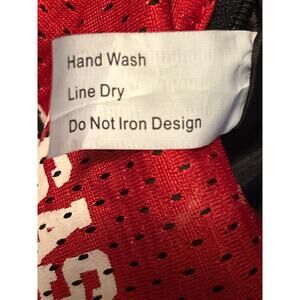 Hand Wash
Line Dry
Do Not Iron Design